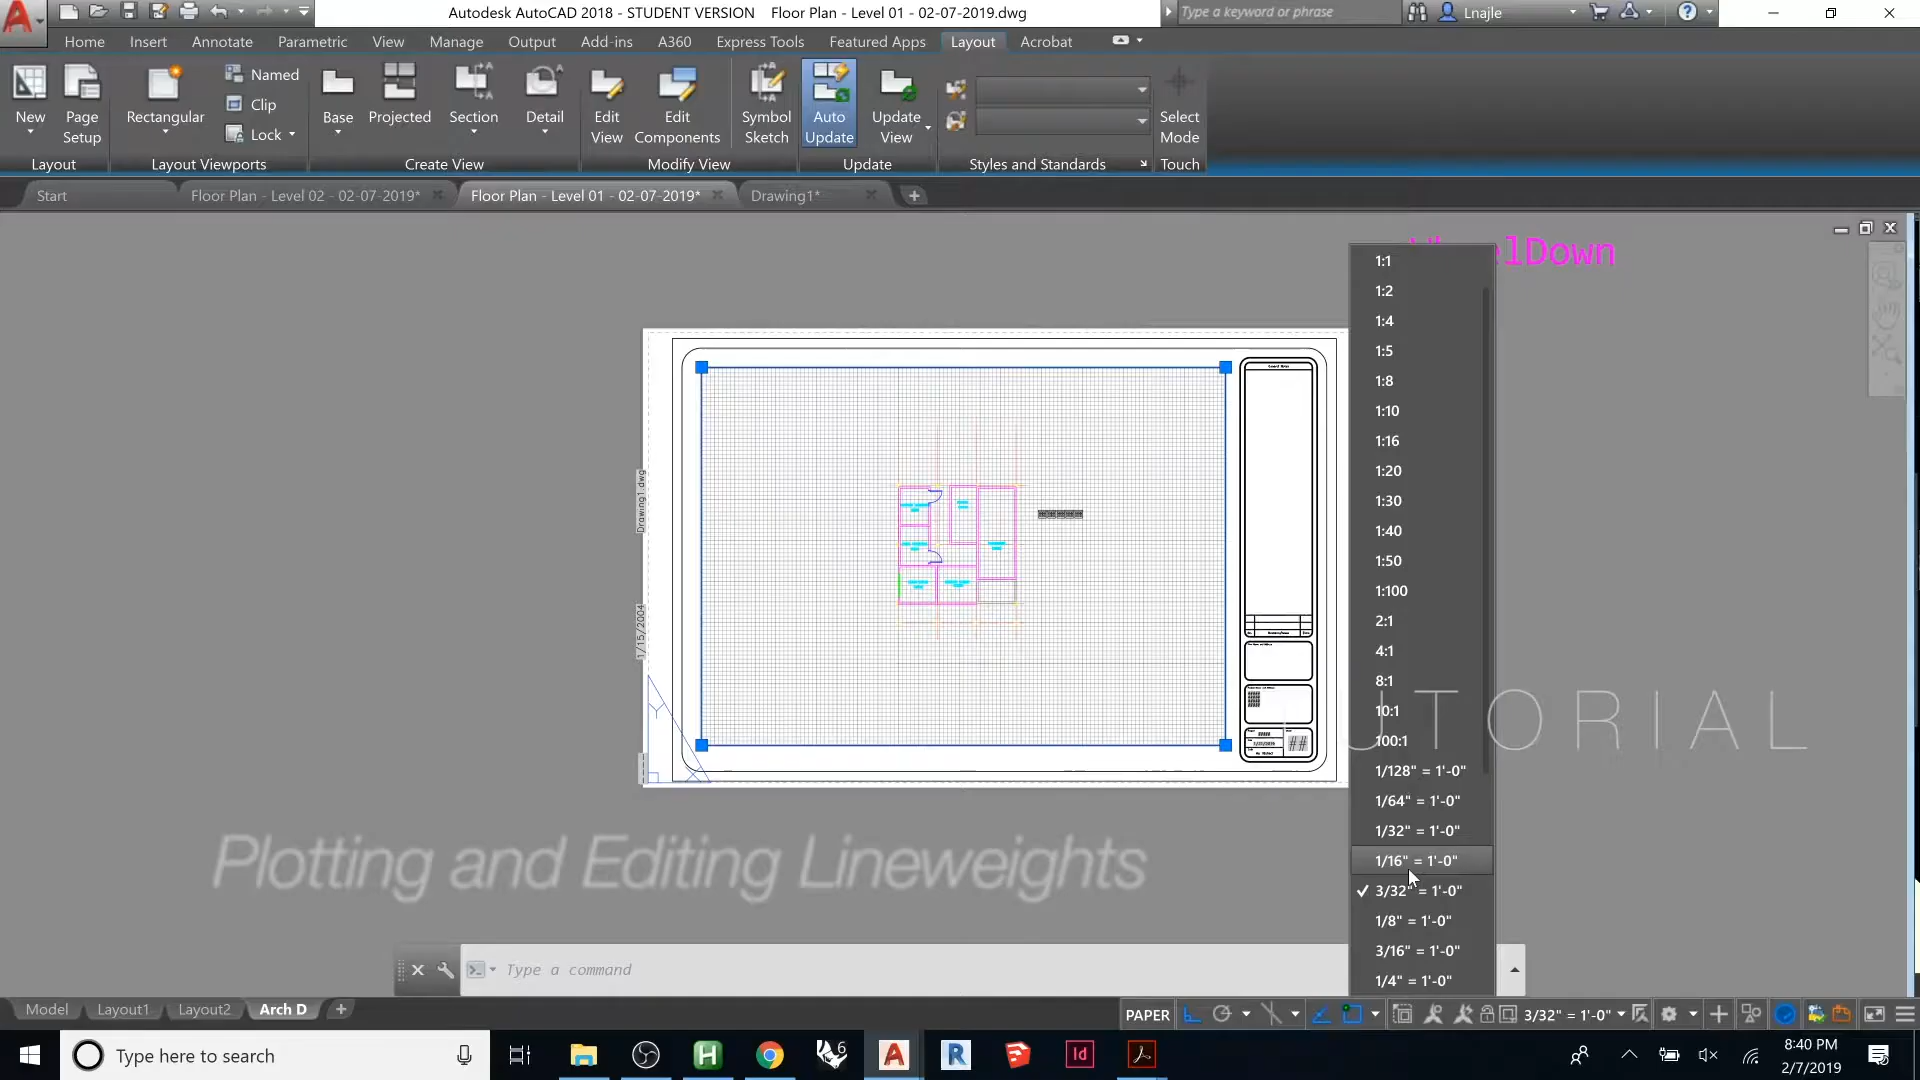 Autodesk AutoCAD 2018 - STUDENT VERSION Floor Plan - Level 01 - 02-07-2019.dwg
Type a keyword or phrase
Lnajle
Home Insert Annotate Parametric View Manage Output Add-ins A360 Express Tools Featured Apps Layout Acrobat
New
Page Setup
Rectangular
Named
Clip
Lock
Base
Projected
Section
Detail
Edit View
Edit Components
Symbol Sketch
Auto Update
Update View
Select Mode
Layout
Layout Viewports
Create View
Modify View
Update
Styles and Standards
Touch
Start
Floor Plan - Level 02 - 02-07-2019*
Floor Plan - Level 01 - 02-07-2019*
Drawing1*
lDown
1:1
1:2
1:4
1:5
1:8
1:10
1:16
1:20
1:30
1:40
1:50
1:100
2:1
4:1
8:1
10:1
100:1
1/128" = 1'-0"
1/64" = 1'-0"
1/32" = 1'-0"
1/16" = 1'-0"
3/32" = 1'-0"
1/8" = 1'-0"
3/16" = 1'-0"
1/4" = 1'-0"
Drawing1.dwg
1/15/2004
##
UTORIAL
Plotting and Editing Lineweights
Type a command
Model Layout1 Layout2 Arch D
PAPER
3/32" = 1'-0"
Type here to search
8:40 PM
2/7/2019